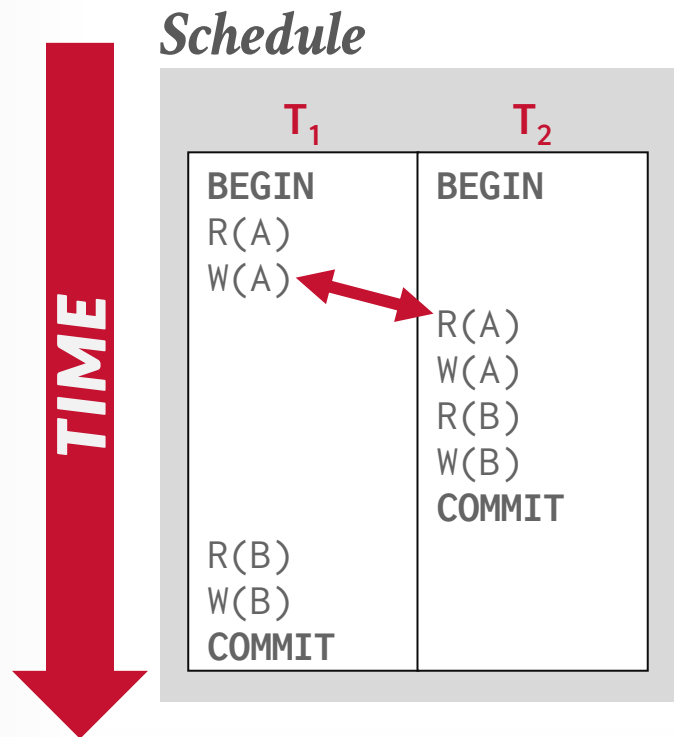 Schedule
TIME
T₁ T₂
BEGIN BEGIN
R(A)
W(A)
R(A)
W(A)
R(B)
W(B)
COMMIT
R(B)
W(B)
COMMIT